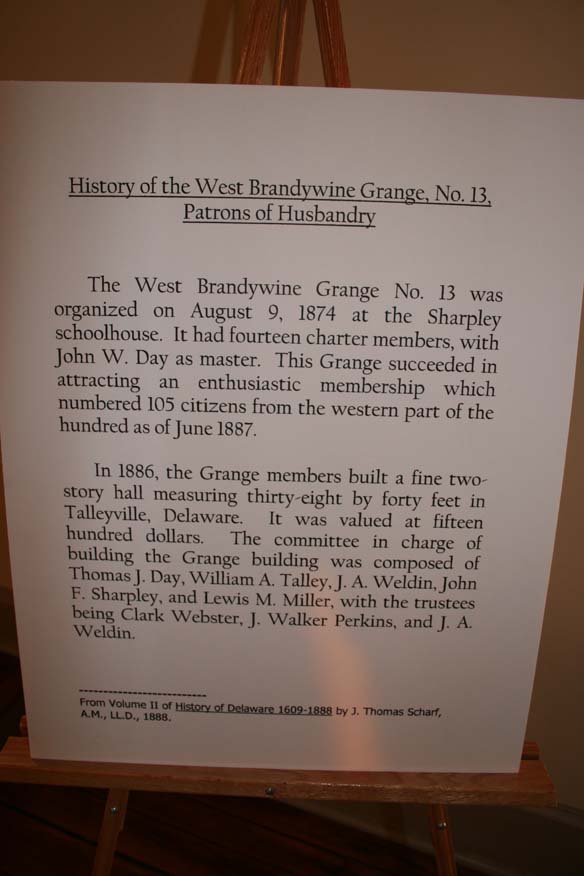 History of the West Brandywine Grange, No. 13,
Patrons of Husbandry
The West Brandywine Grange No. 13 was
organized on August 9, 1874 at the Sharpley
schoolhouse. It had fourteen charter members, with
John W. Day as master. This Grange succeeded in
attracting an enthusiastic membership which
numbered 105 citizens from the western part of the
hundred as of June 1887.
In 1886, the Grange members built a fine two-
story hall measuring thirty-eight by forty feet in
Talleyville, Delaware. It was valued at fifteen
hundred dollars. The committee in charge of
building the Grange building was composed of
Thomas J. Day, William A. Talley, J. A. Weldin, John
F. Sharpley, and Lewis M. Miller, with the trustees
being Clark Webster, J. Walker Perkins, and J. A.
Weldin.
--------------------------
From Volume II of History of Delaware 1609-1888 by J. Thomas Scharf,
A.M., LL.D., 1888.